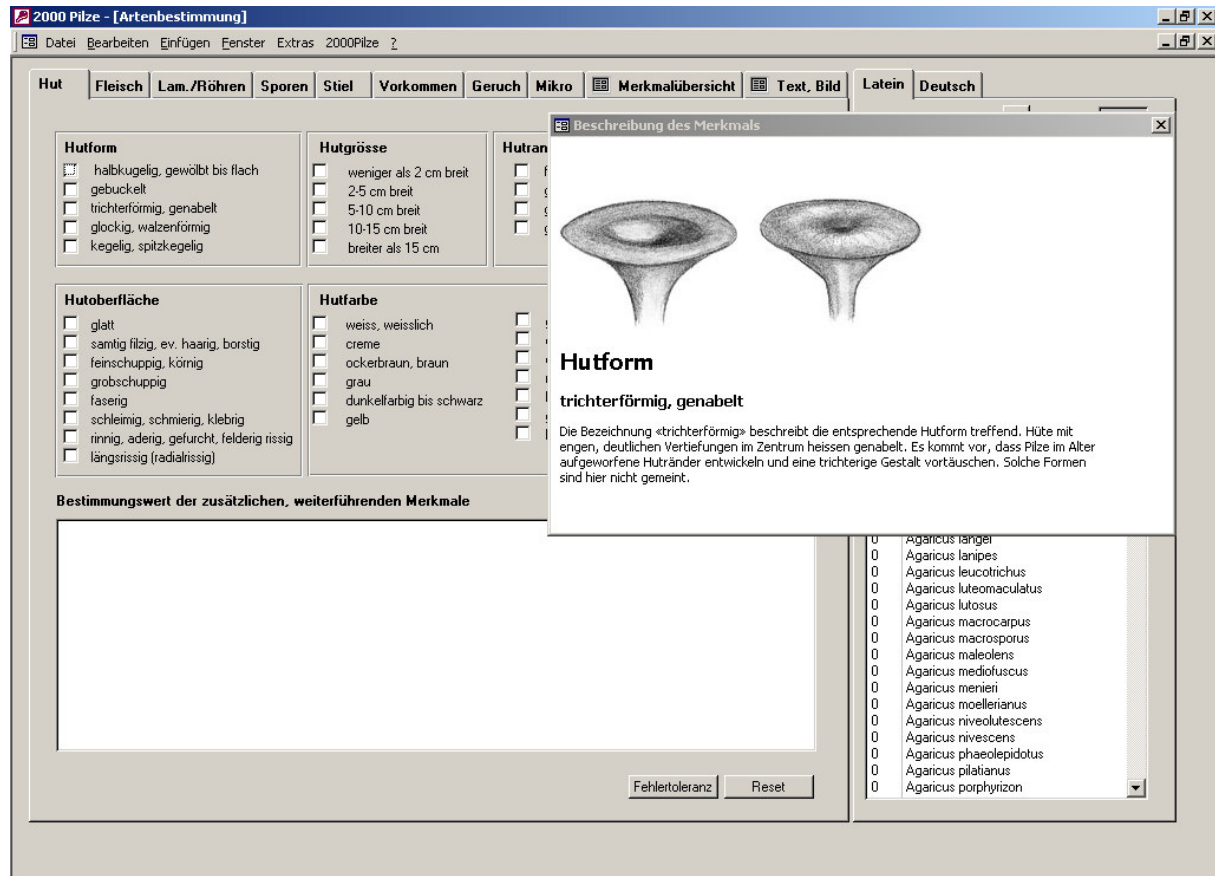 2000 Pilze - [Artenbestimmung]
Datei Bearbeiten Einfügen Fenster Extras 2000Pilze ?
Hut Fleisch Lam./Röhren Sporen Stiel Vorkommen Geruch Mikro Merkmalübersicht Text, Bild Latein Deutsch
Hutform
halbkugelig, gewölbt bis flach
gebuckelt
trichterförmig, genabelt
glockig, walzenförmig
kegelig, spitzkegelig
Hutgrösse
weniger als 2 cm breit
2-5 cm breit
5-10 cm breit
10-15 cm breit
breiter als 15 cm
Hutran
Hutoberfläche
glatt
samtig filzig, ev. haarig, borstig
feinschuppig, körnig
grobschuppig
faserig
schleimig, schmierig, klebrig
rinnig, aderig, gefurcht, felderig rissig
längsrissig (radialrissig)
Hutfarbe
weiss, weisslich
creme
ockerbraun, braun
grau
dunkelfarbig bis schwarz
gelb
Beschreibung des Merkmals
Hutform
trichterförmig, genabelt
Die Bezeichnung «trichterförmig» beschreibt die entsprechende Hutform treffend. Hüte mit
engen, deutlichen Vertiefungen im Zentrum heissen genabelt. Es kommt vor, dass Pilze im Alter
aufgeworfene Hutränder entwickeln und eine trichterige Gestalt vortäuschen. Solche Formen
sind hier nicht gemeint.
Bestimmungswert der zusätzlichen, weiterführenden Merkmale
Fehlertoleranz Reset
0 Agaricus langei
0 Agaricus lanipes
0 Agaricus leucotrichus
0 Agaricus luteomaculatus
0 Agaricus lutosus
0 Agaricus macrocarpus
0 Agaricus macrosporus
0 Agaricus maleolens
0 Agaricus mediofuscus
0 Agaricus menieri
0 Agaricus moellerianus
0 Agaricus niveolutescens
0 Agaricus nivescens
0 Agaricus phaeolepidotus
0 Agaricus pilatianus
0 Agaricus porphyrizon